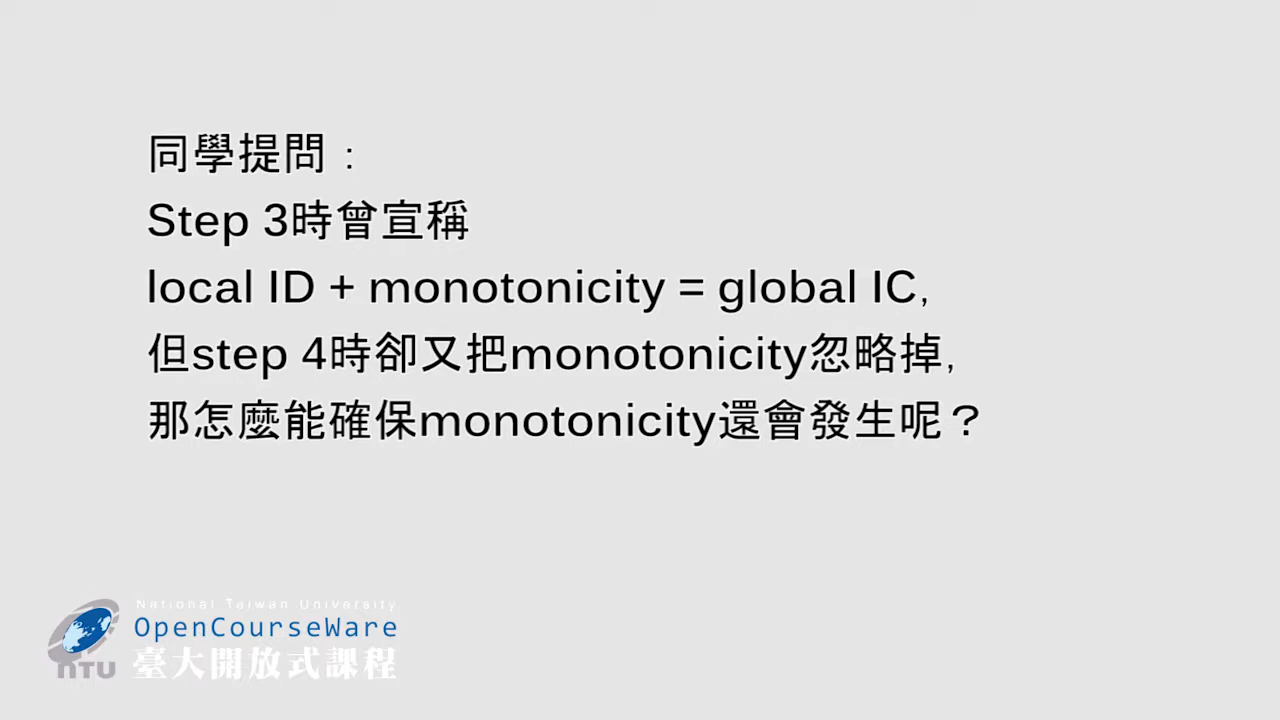 同學提問：
Step 3時曾宣稱
local ID + monotonicity = global IC,
但step 4時卻又把monotonicity忽略掉,
那怎麼能確保monotonicity還會發生呢？
National Taiwan University
OpenCourseWare
NTU 臺大開放式課程